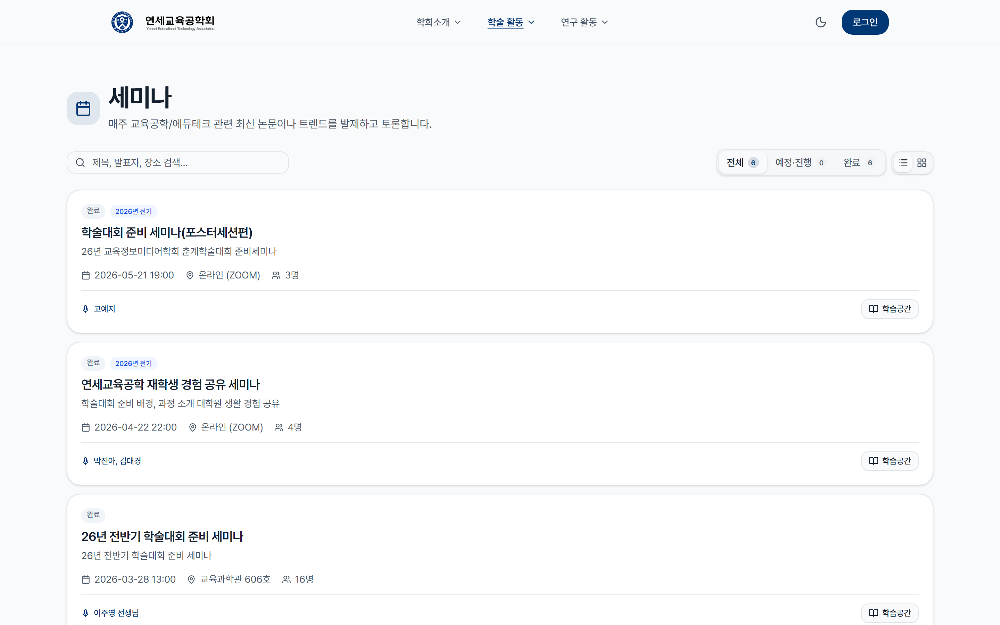 연세교육공학회
Yonsei Educational Technology Association
학회소개
학술 활동
연구 활동
로그인
세미나
매주 교육공학/에듀테크 관련 최신 논문이나 트렌드를 발제하고 토론합니다.
제목, 발표자, 장소 검색...
전체 6
예정·진행 0
완료 6
완료 2026년 전기
학술대회 준비 세미나(포스터세션편)
26년 교육정보미디어학회 춘계학술대회 준비세미나
2026-05-21 19:00 온라인 (ZOOM) 3명
고예지
학습공간
완료 2026년 전기
연세교육공학 재학생 경험 공유 세미나
학술대회 준비 배경, 과정 소개 대학원 생활 경험 공유
2026-04-22 22:00 온라인 (ZOOM) 4명
박진아, 김대경
학습공간
완료
26년 전반기 학술대회 준비 세미나
26년 전반기 학술대회 준비 세미나
2026-03-28 13:00 교육과학관 606호 16명
이주영 선생님
학습공간